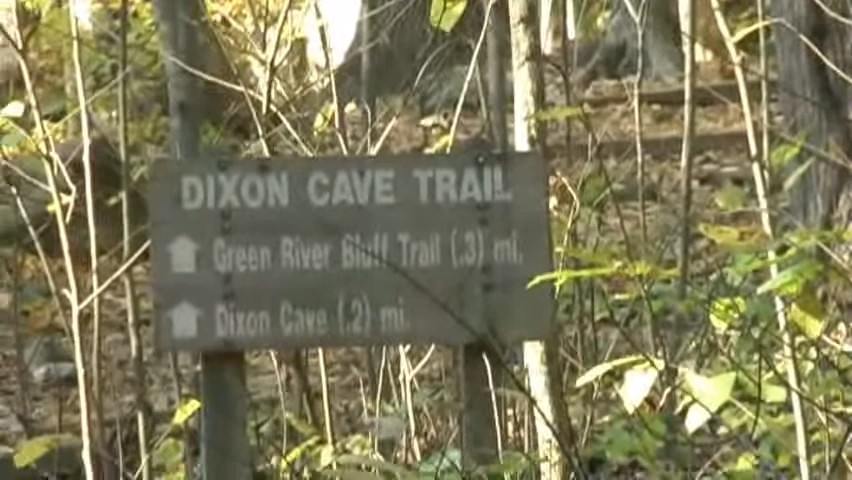 DIXON CAVE TRAIL
Green River Bluff Trail (.3) mi.
Dixon Cave (.2) mi.